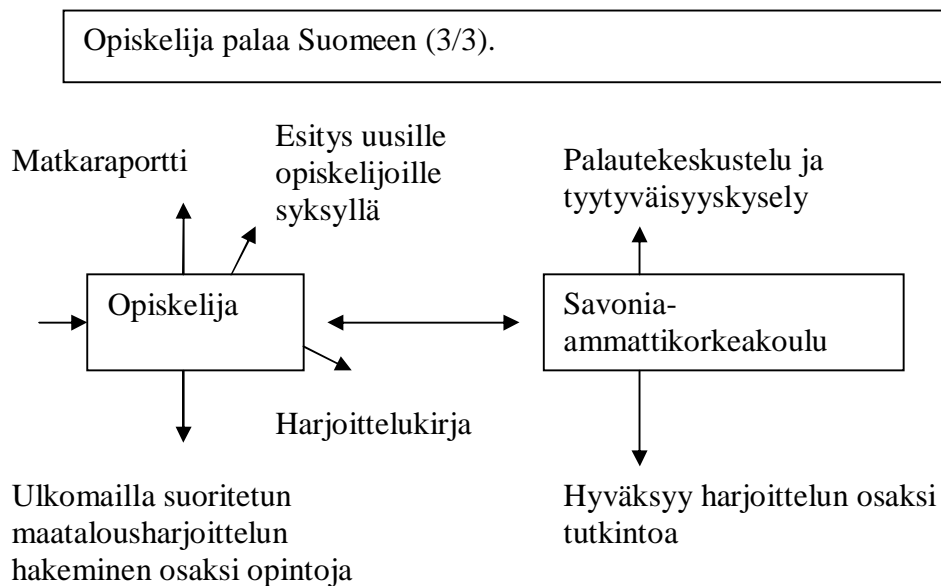 Opiskelija palaa Suomeen (3/3).
Matkaraportti
Esitys uusille
opiskelijoille
syksyllä
Palautekeskustelu ja
tyytyväisyyskysely
Opiskelija
Savonia-
ammattikorkeakoulu
Harjoittelukirja
Ulkomailla suoritetun
maatalousharjoittelun
hakeminen osaksi opintoja
Hyväksyy harjoittelun osaksi
tutkintoa